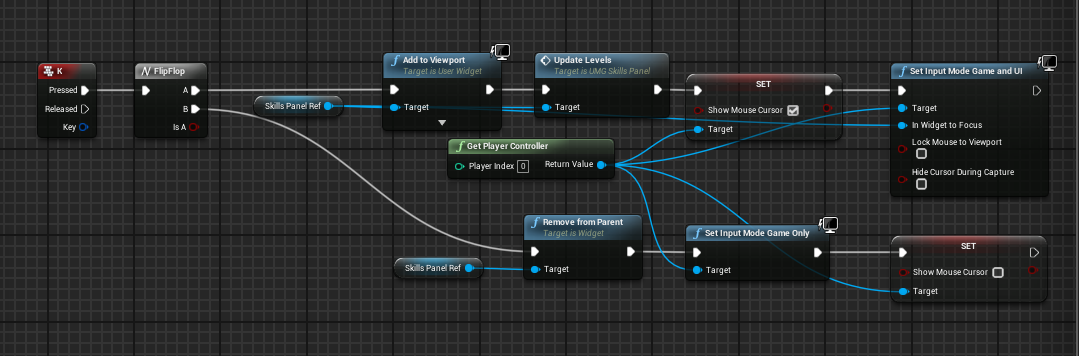 K
Pressed
Released
Key
FlipFlop
A
B
Is A
Skills Panel Ref
Add to Viewport
Target is User Widget
Target
Update Levels
Target is UMG Skills Panel
Target
SET
Show Mouse Cursor
Target
Set Input Mode Game and UI
Target
In Widget to Focus
Lock Mouse to Viewport
Hide Cursor During Capture
Get Player Controller
Player Index 0 Return Value
Remove from Parent
Target is Widget
Target
Skills Panel Ref
Set Input Mode Game Only
Target
SET
Show Mouse Cursor
Target